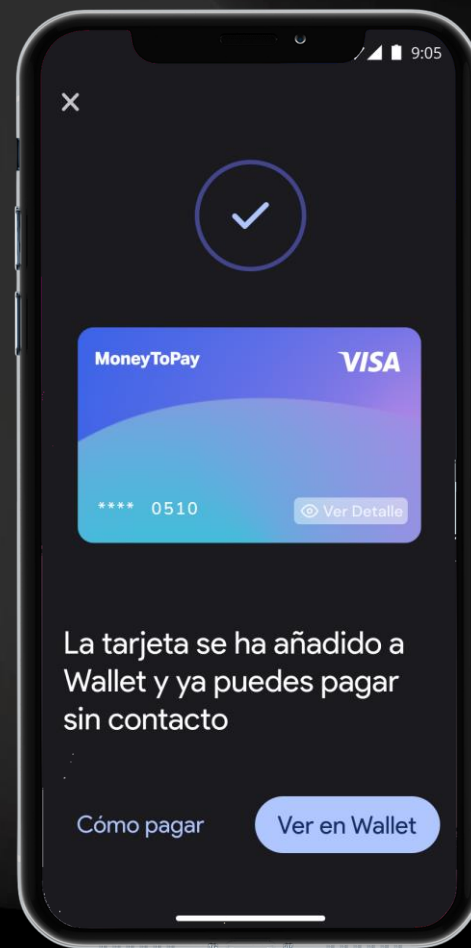 9:05
MoneyToPay VISA
**** 0510 Ver Detalle
La tarjeta se ha añadido a
Wallet y ya puedes pagar
sin contacto
Cómo pagar Ver en Wallet